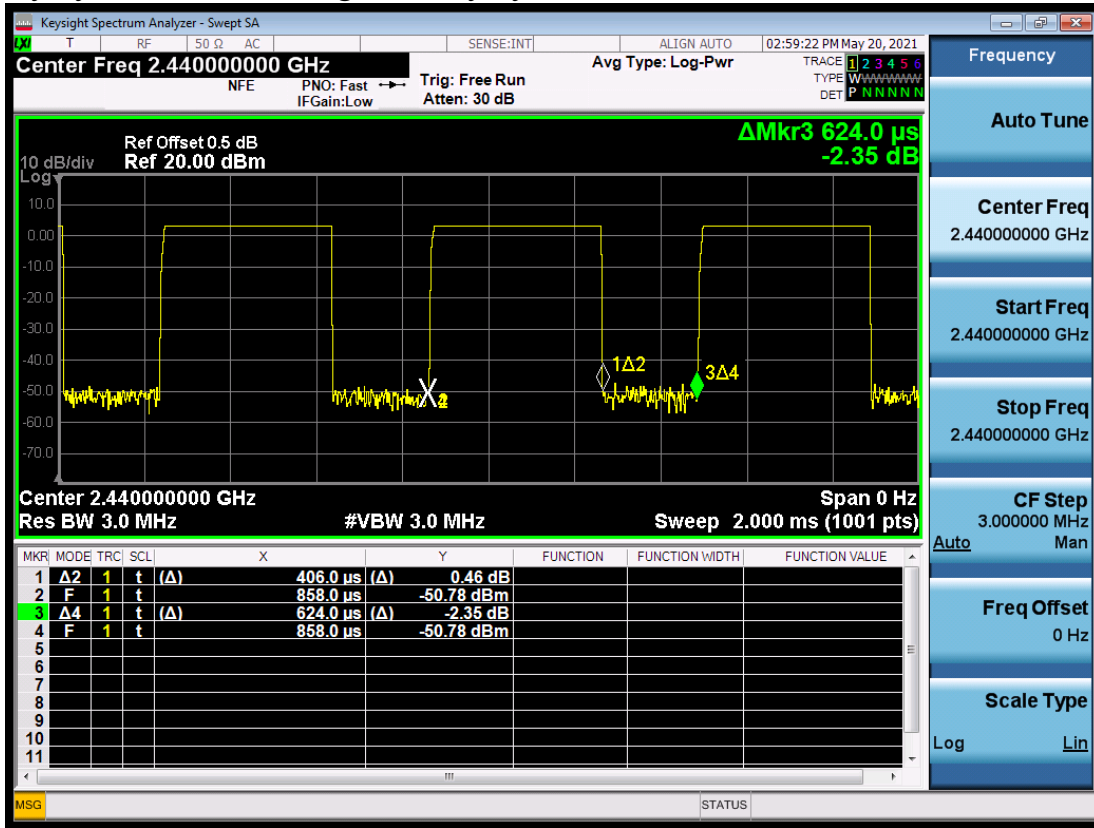 Keysight Spectrum Analyzer - Swept SA
LXI T RF 50 Ω AC SENSE:INT ALIGN AUTO 02:59:22 PM May 20, 2021
Center Freq 2.440000000 GHz
NFE
PNO: Fast
IFGain:Low
Trig: Free Run
Atten: 30 dB
Avg Type: Log-Pwr
TRACE 1 2 3 4 5 6
TYPE W W W W W W
DET P N N N N N
ΔMkr3 624.0 µs
-2.35 dB
Ref Offset 0.5 dB
10 dB/div Ref 20.00 dBm
Log
10.0
0.00
-10.0
-20.0
-30.0
-40.0
-50.0
-60.0
-70.0
1Δ2
3Δ4
Center 2.440000000 GHz Span 0 Hz
Res BW 3.0 MHz #VBW 3.0 MHz Sweep 2.000 ms (1001 pts)
MKR MODE TRC SCL X Y FUNCTION FUNCTION WIDTH FUNCTION VALUE
1 Δ2 1 t (Δ) 406.0 µs (Δ) 0.46 dB
2 F 1 t 858.0 µs -50.78 dBm
3 Δ4 1 t (Δ) 624.0 µs (Δ) -2.35 dB
4 F 1 t 858.0 µs -50.78 dBm
5
6
7
8
9
10
11
MSG STATUS
Frequency
Auto Tune
Center Freq
2.440000000 GHz
Start Freq
2.440000000 GHz
Stop Freq
2.440000000 GHz
CF Step
3.000000 MHz
Auto Man
Freq Offset
0 Hz
Scale Type
Log Lin